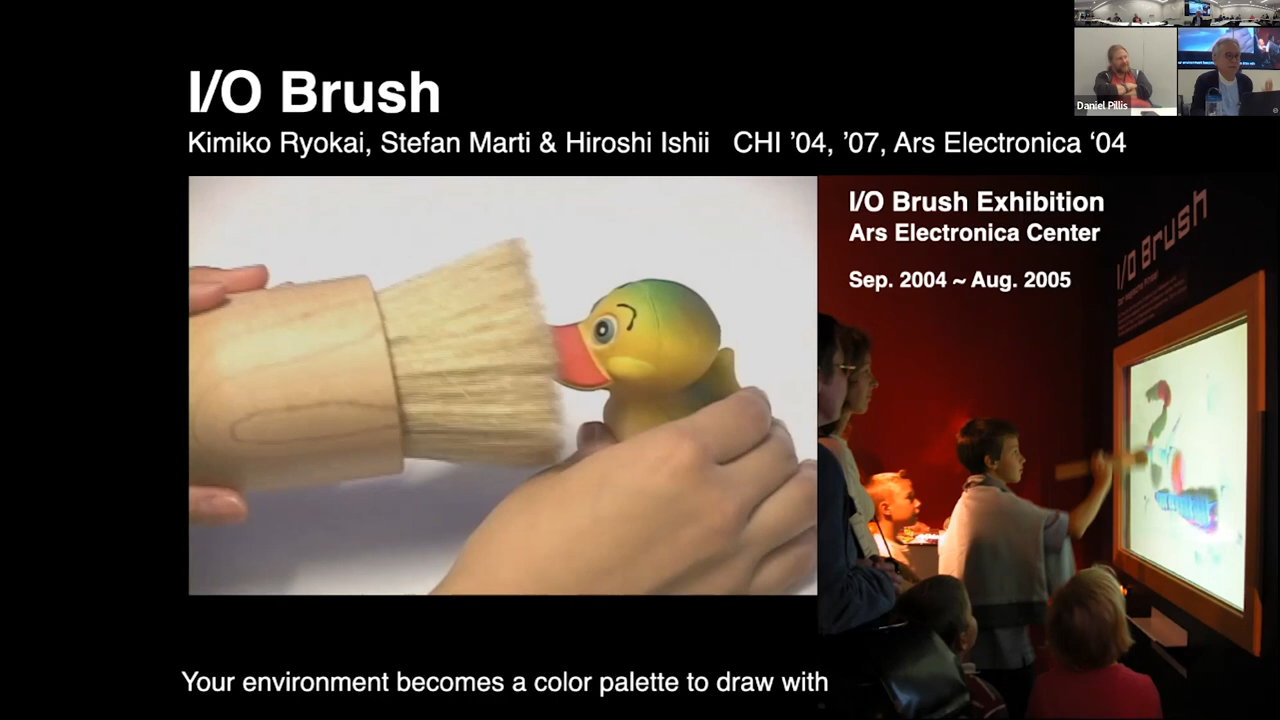 I/O Brush
Kimiko Ryokai, Stefan Marti & Hiroshi Ishii CHI ’04, ’07, Ars Electronica ‘04
Daniel Pillis
I/O Brush Exhibition
Ars Electronica Center
Sep. 2004 ~ Aug. 2005
I/O Brush
Your environment becomes a color palette to draw with